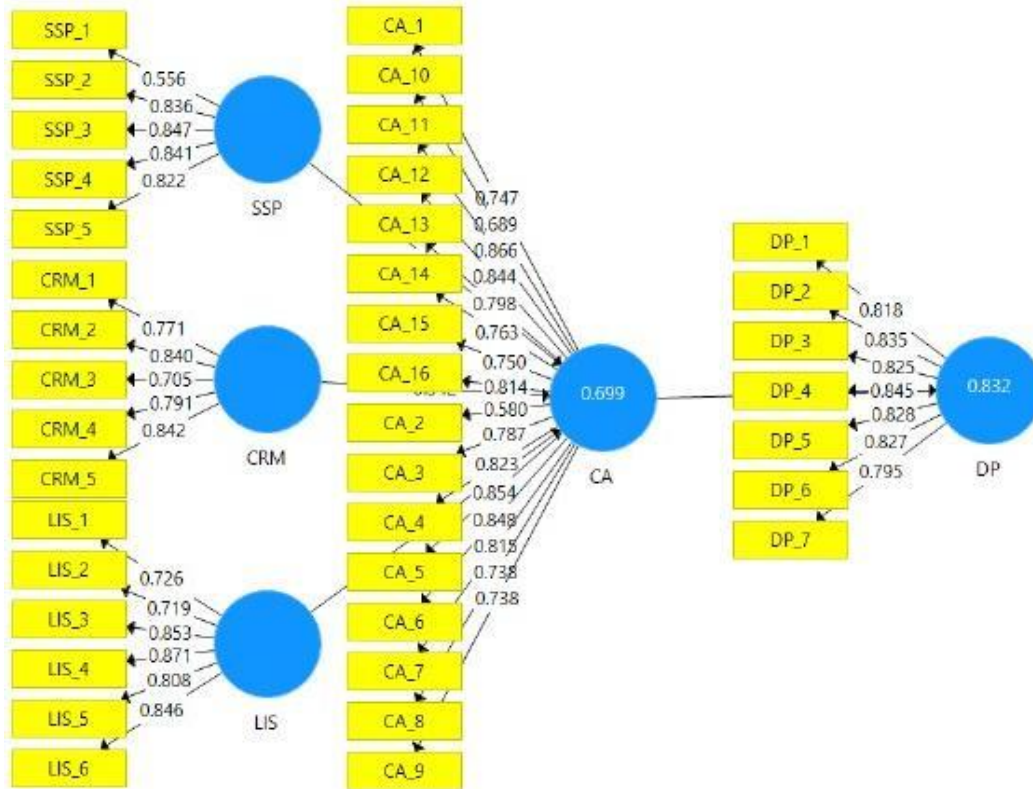 SSP_1
SSP_2
SSP_3
SSP_4
SSP_5
0.556
0.836
0.847
0.841
0.822
SSP
CRM_1
CRM_2
CRM_3
CRM_4
CRM_5
0.771
0.840
0.705
0.791
0.842
CRM
LIS_1
LIS_2
LIS_3
LIS_4
LIS_5
LIS_6
0.726
0.719
0.853
0.871
0.808
0.846
LIS
CA_1
CA_10
CA_11
CA_12
CA_13
CA_14
CA_15
CA_16
CA_2
CA_3
CA_4
CA_5
CA_6
CA_7
CA_8
CA_9
0.747
0.689
0.866
0.844
0.798
0.763
0.750
0.814
0.580
0.787
0.823
0.854
0.848
0.815
0.738
0.738
0.699
CA
DP_1
DP_2
DP_3
DP_4
DP_5
DP_6
DP_7
0.818
0.835
0.825
0.845
0.828
0.827
0.795
0.832
DP